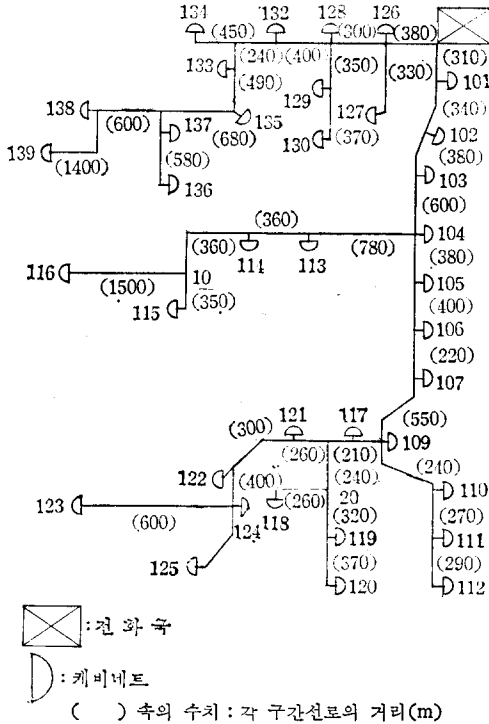 134 132 128 126
(450) (300) (380)
(240) (400) (310)
133 (490) (350) (330) 101
129 (340)
138 127 102
(600) 137 135 130 (370) (380)
139 (680) 103
(1400) (580)
136 (600)
(360)
104
(360) 114 113 (780) (380)
116 10 105
(1500) (400)
115 (350) 106
(220)
107
121 117 (550)
(300) 109
(260) (210) (240)
122 (400) (240) 110
123 (260) 20 (270)
(600) 118 (320) 111
124 119 (290)
125 (370) 112
120
: 전화국
: 캐비네트
( ) 속의 수치 : 각 구간선로의 거리(m)